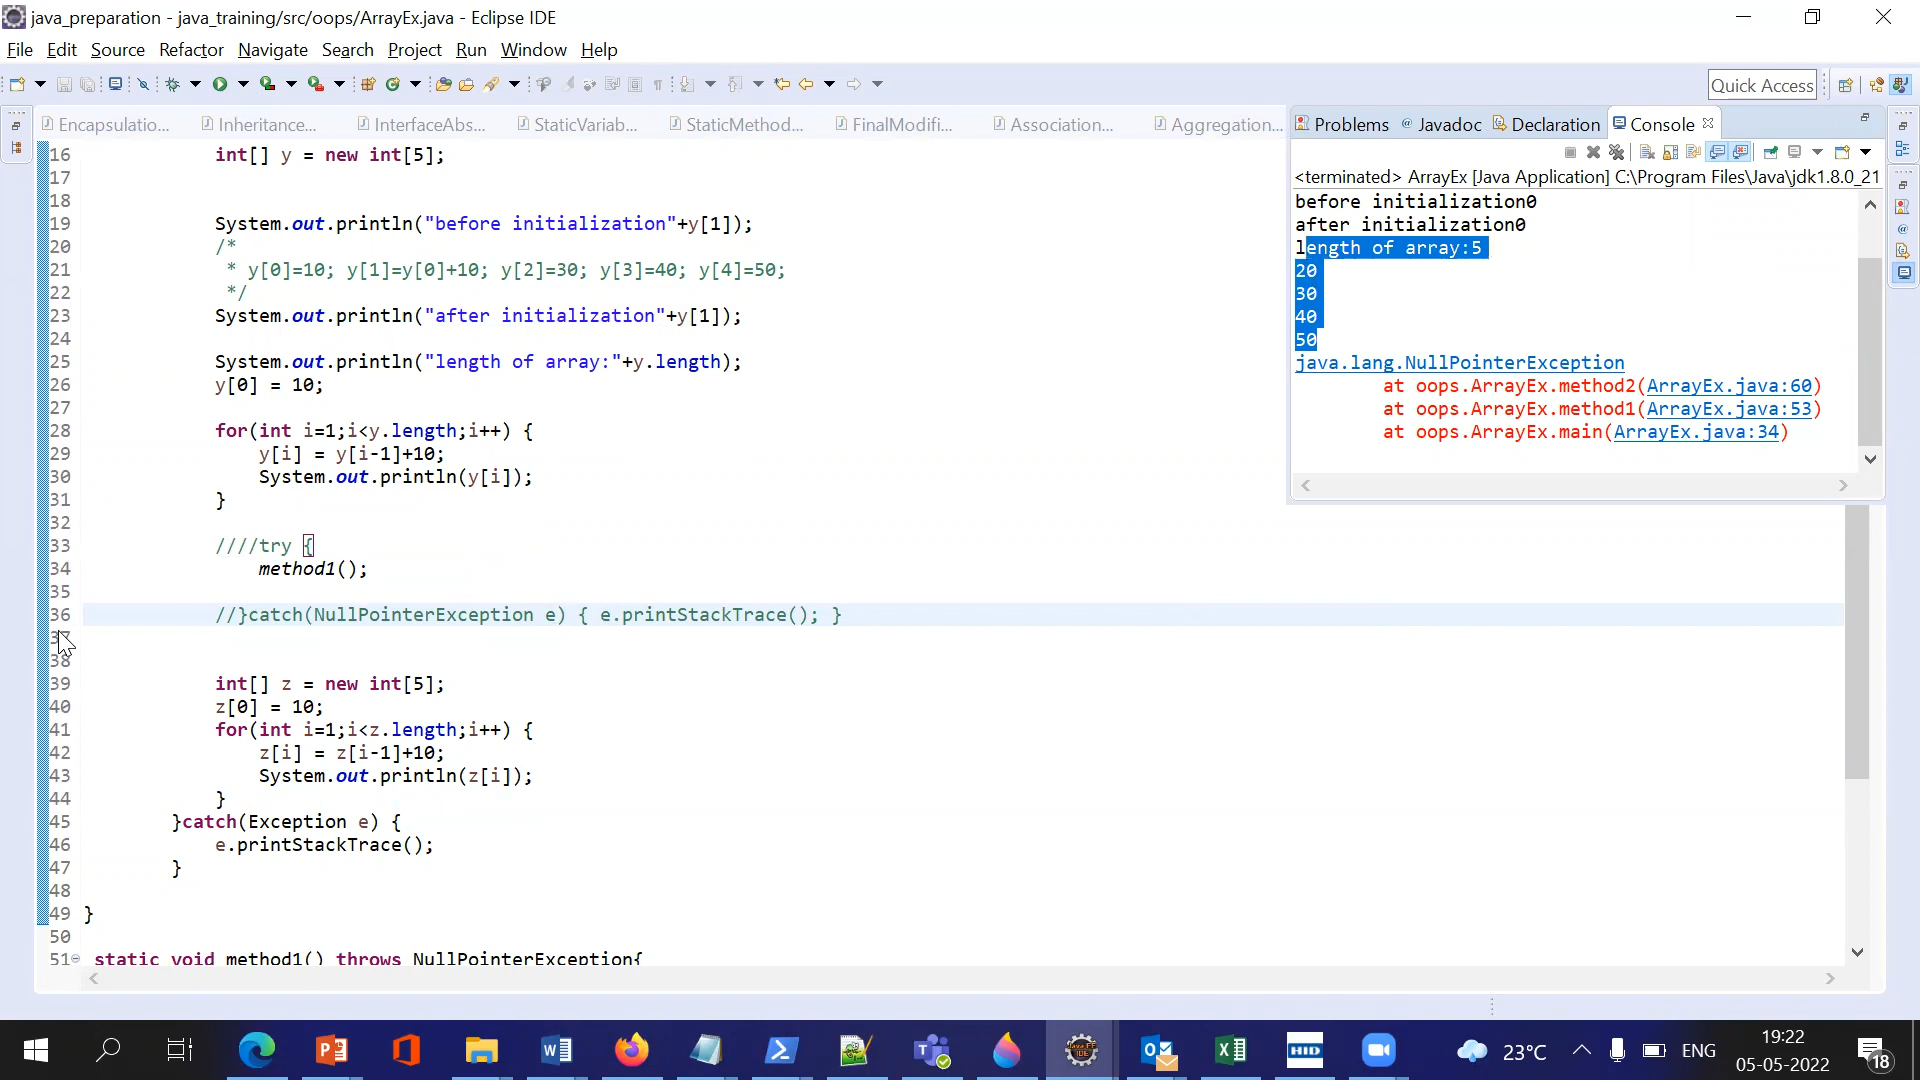 java_preparation - java_training/src/oops/ArrayEx.java - Eclipse IDE
File Edit Source Refactor Navigate Search Project Run Window Help
Quick Access
Encapsulatio... Inheritance... InterfaceAbs... StaticVariab... StaticMethod... FinalModifi... Association... Aggregation...
16 int[] y = new int[5];
17
18
19 System.out.println("before initialization"+y[1]);
20 /*
21 * y[0]=10; y[1]=y[0]+10; y[2]=30; y[3]=40; y[4]=50;
22 */
23 System.out.println("after initialization"+y[1]);
24
25 System.out.println("length of array:"+y.length);
26 y[0] = 10;
27
28 for(int i=1;i<y.length;i++) {
29 y[i] = y[i-1]+10;
30 System.out.println(y[i]);
31 }
32
33 ////try {
34 method1();
35
36 //}catch(NullPointerException e) { e.printStackTrace(); }
37
38
39 int[] z = new int[5];
40 z[0] = 10;
41 for(int i=1;i<z.length;i++) {
42 z[i] = z[i-1]+10;
43 System.out.println(z[i]);
44 }
45 }catch(Exception e) {
46 e.printStackTrace();
47 }
48
49 }
50
51 static void method1() throws NullPointerException{
Problems Javadoc Declaration Console
<terminated> ArrayEx [Java Application] C:\Program Files\Java\jdk1.8.0_21
before initialization0
after initialization0
length of array:5
20
30
40
50
java.lang.NullPointerException
at oops.ArrayEx.method2(ArrayEx.java:60)
at oops.ArrayEx.method1(ArrayEx.java:53)
at oops.ArrayEx.main(ArrayEx.java:34)
HID
23°C
ENG
19:22
05-05-2022
18